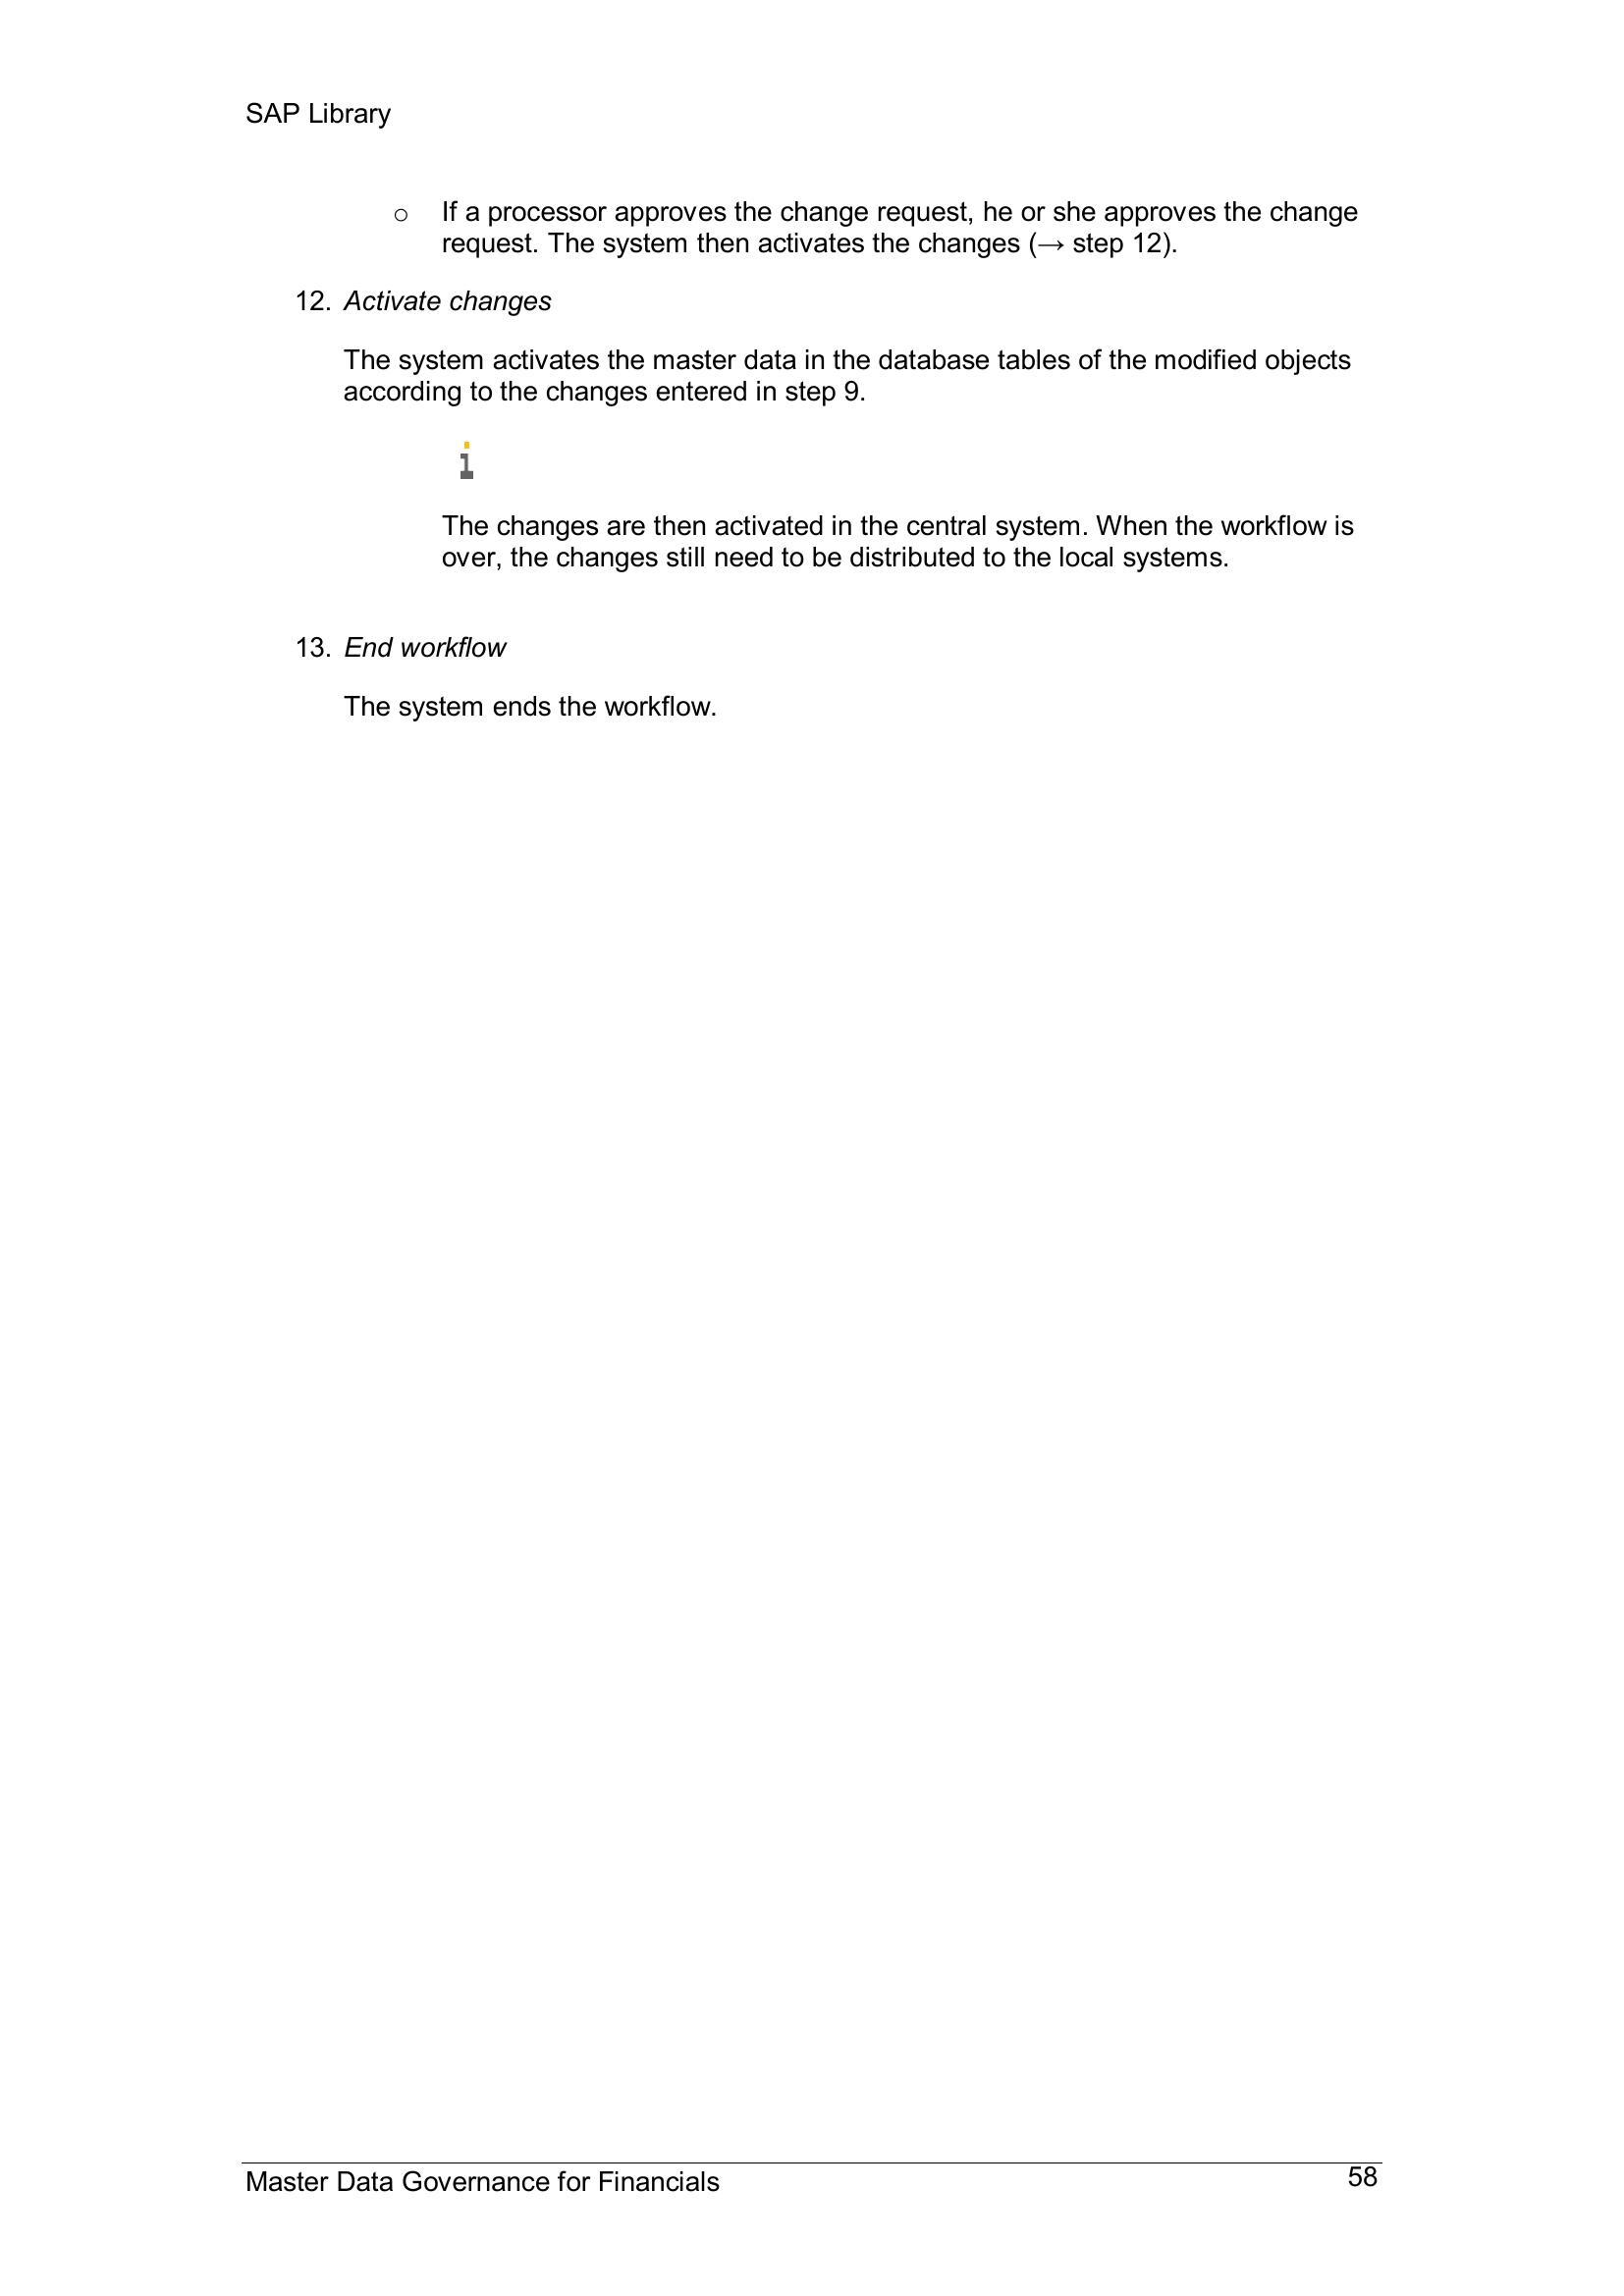 SAP Library
○ If a processor approves the change request, he or she approves the change
request. The system then activates the changes (→ step 12).
12. Activate changes
The system activates the master data in the database tables of the modified objects
according to the changes entered in step 9.
The changes are then activated in the central system. When the workflow is
over, the changes still need to be distributed to the local systems.
13. End workflow
The system ends the workflow.
Master Data Governance for Financials 58